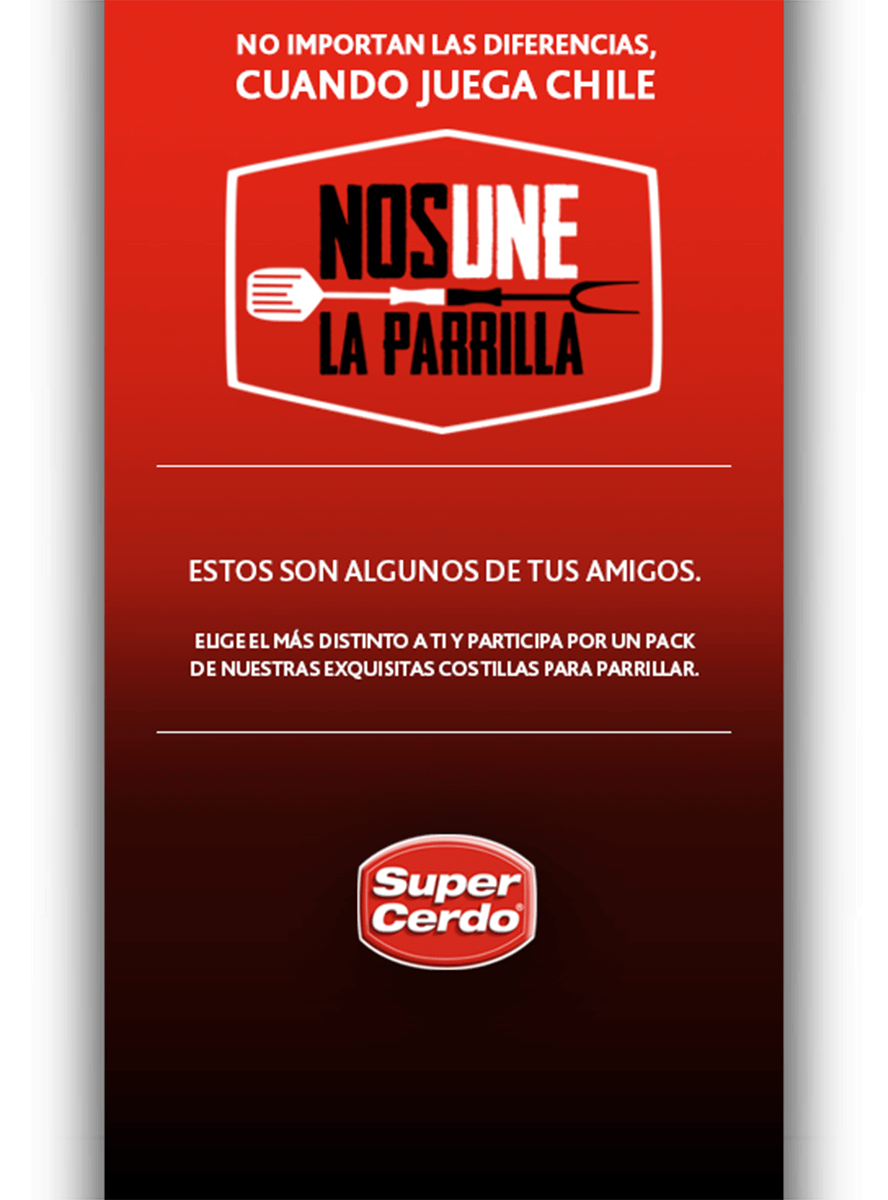 NO IMPORTAN LAS DIFERENCIAS,
CUANDO JUEGA CHILE
NOSUNE
LA PARRILLA
ESTOS SON ALGUNOS DE TUS AMIGOS.
ELIGE EL MÁS DISTINTO A TI Y PARTICIPA POR UN PACK
DE NUESTRAS EXQUISITAS COSTILLAS PARA PARRILLAR.
Super
Cerdo®